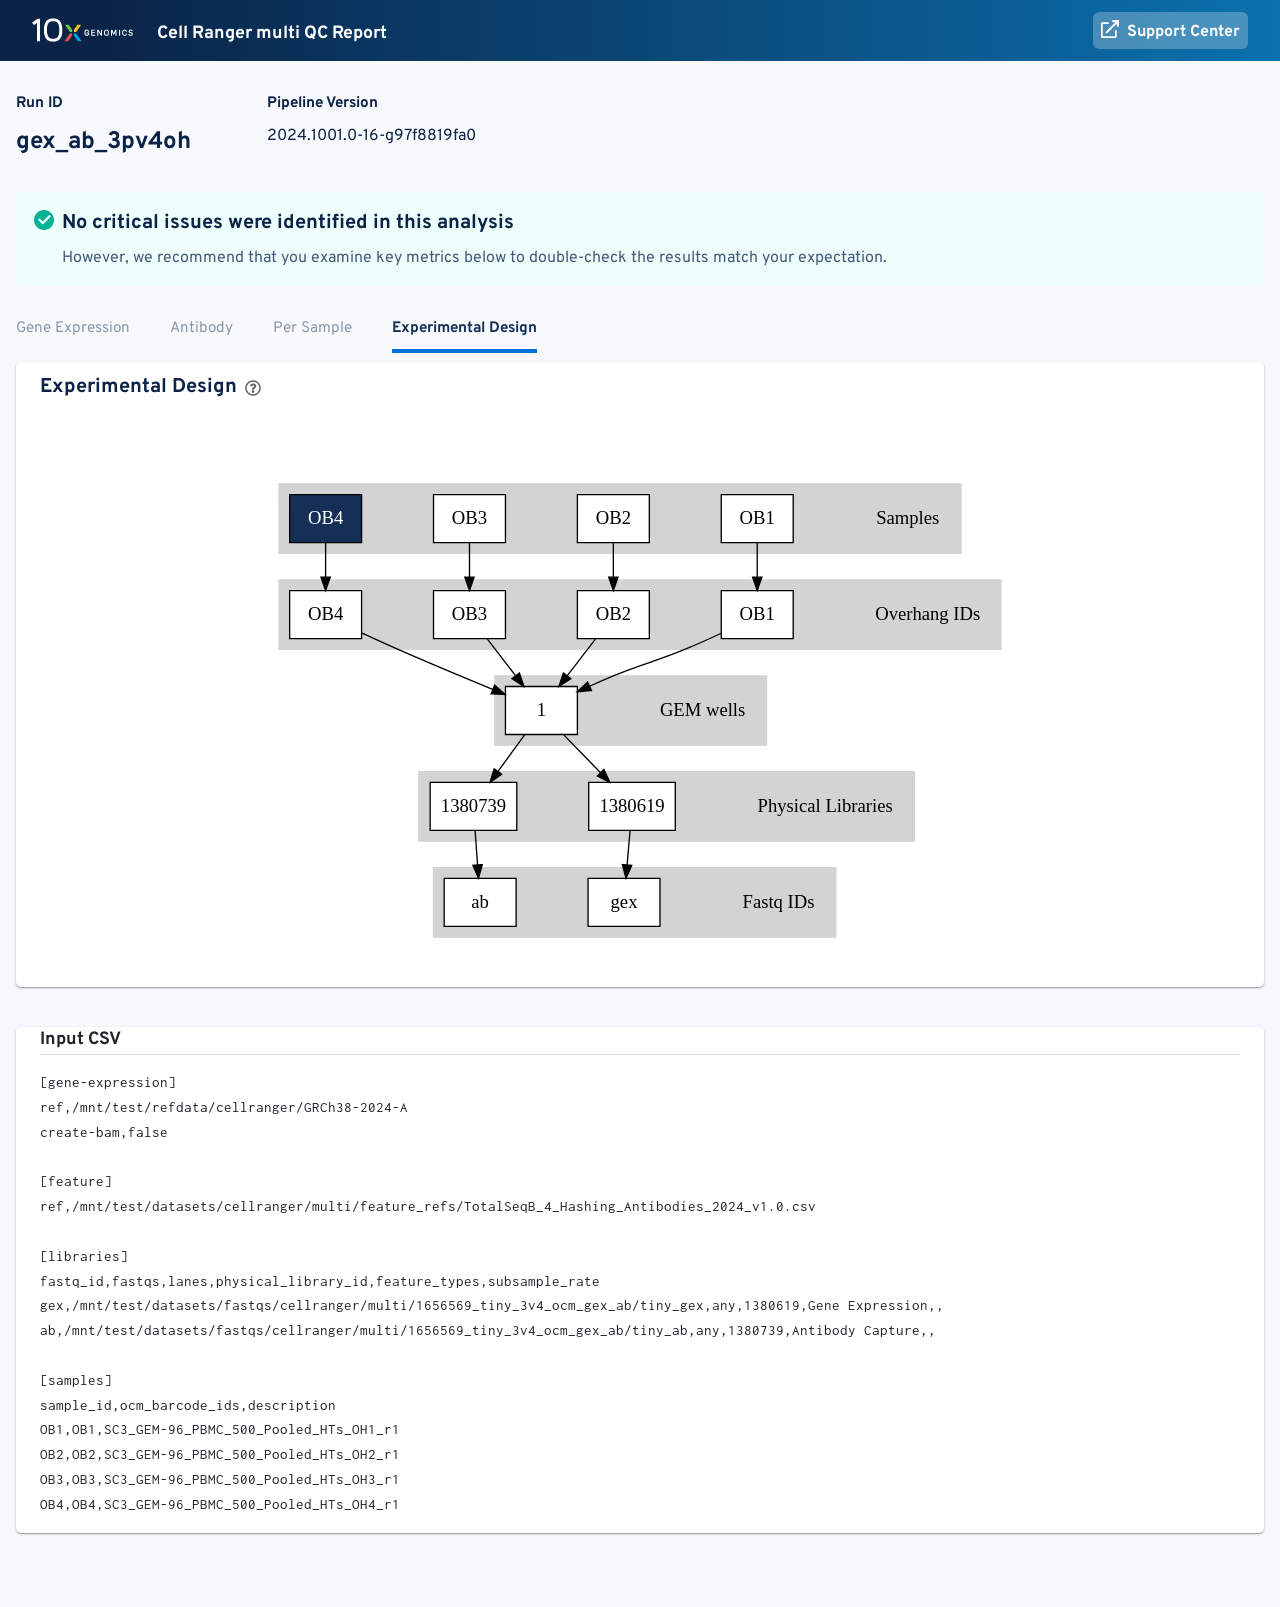 10x GENOMICS Cell Ranger multi QC Report Support Center
Run ID Pipeline Version
gex_ab_3pv4oh 2024.1001.0-16-g97f8819fa0
No critical issues were identified in this analysis
However, we recommend that you examine key metrics below to double-check the results match your expectation.
Gene Expression Antibody Per Sample Experimental Design
Experimental Design ?
OB4 OB3 OB2 OB1 Samples
OB4 OB3 OB2 OB1 Overhang IDs
1 GEM wells
1380739 1380619 Physical Libraries
ab gex Fastq IDs
Input CSV
[gene-expression]
ref,/mnt/test/refdata/cellranger/GRCh38-2024-A
create-bam,false
[feature]
ref,/mnt/test/datasets/cellranger/multi/feature_refs/TotalSeqB_4_Hashing_Antibodies_2024_v1.0.csv
[libraries]
fastq_id,fastqs,lanes,physical_library_id,feature_types,subsample_rate
gex,/mnt/test/datasets/fastqs/cellranger/multi/1656569_tiny_3v4_ocm_gex_ab/tiny_gex,any,1380619,Gene Expression,,
ab,/mnt/test/datasets/fastqs/cellranger/multi/1656569_tiny_3v4_ocm_gex_ab/tiny_ab,any,1380739,Antibody Capture,,
[samples]
sample_id,ocm_barcode_ids,description
OB1,OB1,SC3_GEM-96_PBMC_500_Pooled_HTs_OH1_r1
OB2,OB2,SC3_GEM-96_PBMC_500_Pooled_HTs_OH2_r1
OB3,OB3,SC3_GEM-96_PBMC_500_Pooled_HTs_OH3_r1
OB4,OB4,SC3_GEM-96_PBMC_500_Pooled_HTs_OH4_r1